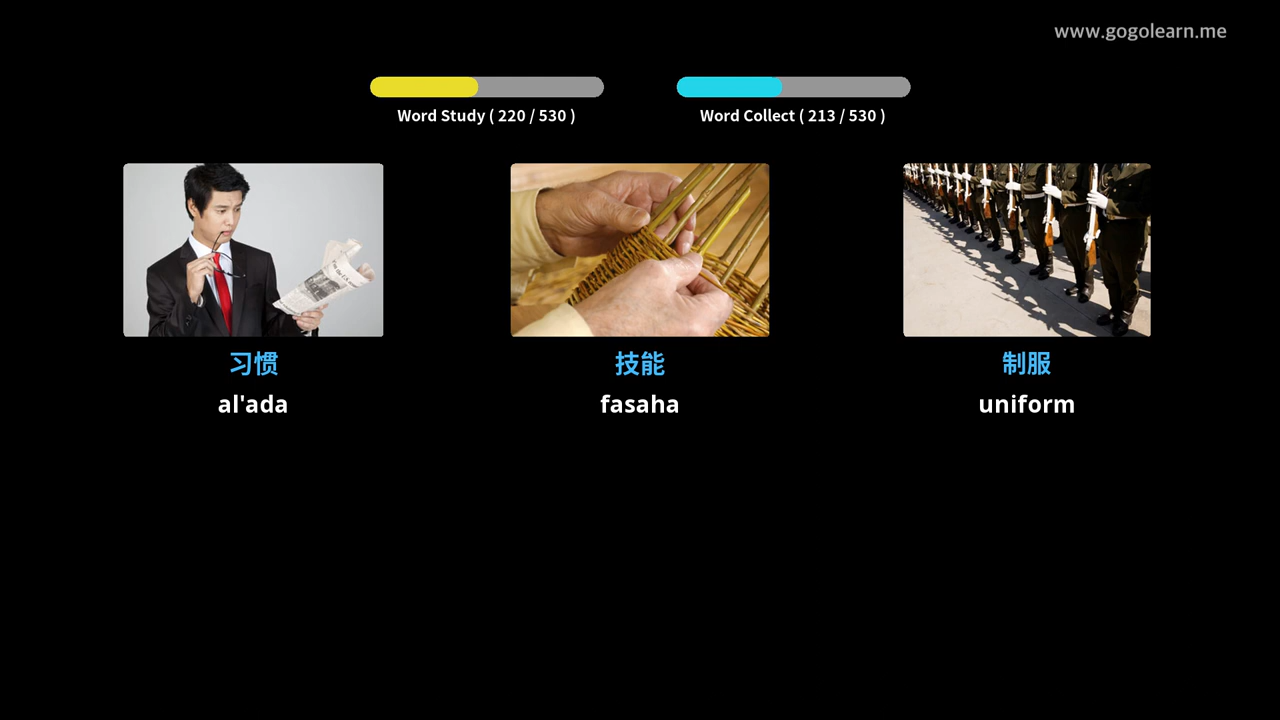 www.gogolearn.me
Word Study ( 220 / 530 )
Word Collect ( 213 / 530 )
习惯
技能
制服
al'ada
fasaha
uniform